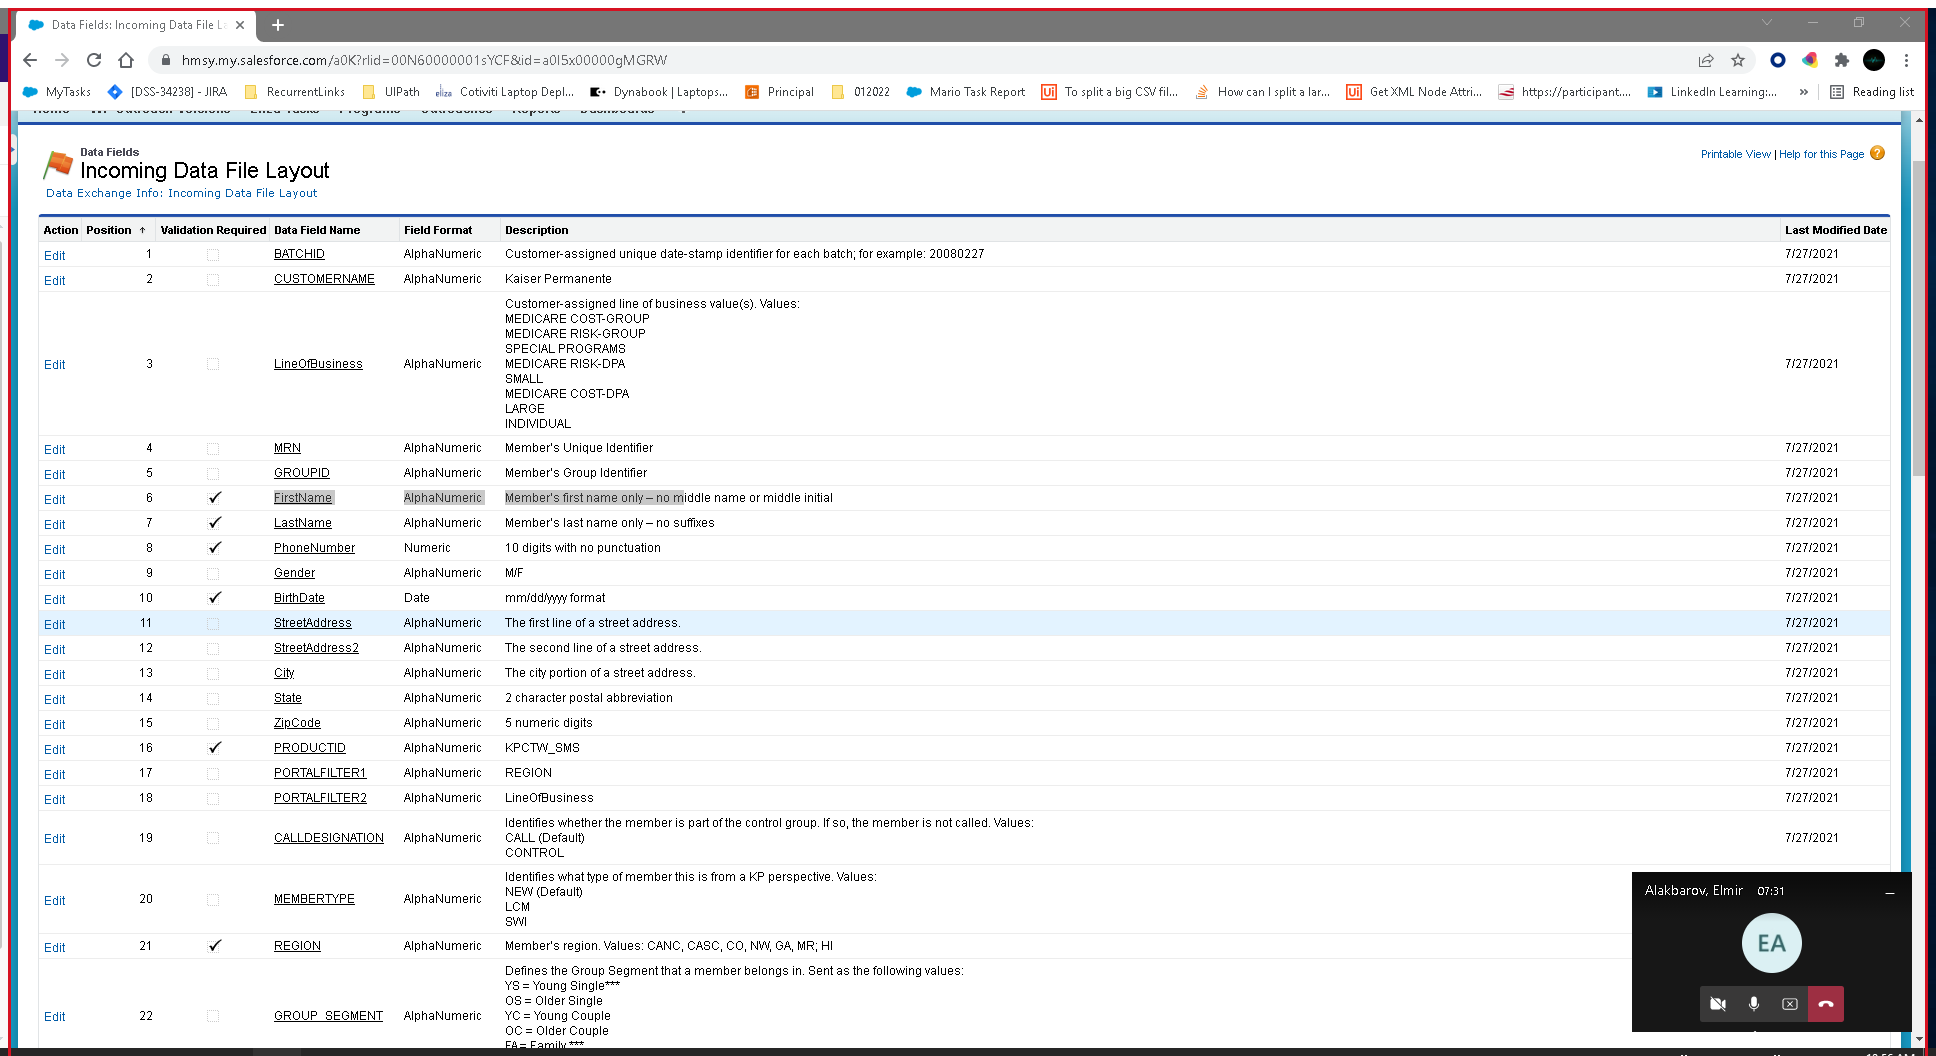 Data Fields: Incoming Data File L
hmsy.my.salesforce.com/a0K?rlid=00N60000001sYCF&id=a0I5x00000gMGRW
MyTasks [DSS-34238] - JIRA RecurrentLinks UIPath eliza Cotiviti Laptop Depl... Dynabook | Laptops... Principal 012022 Mario Task Report Ui To split a big CSV fil... How can I split a lar... Ui Get XML Node Attri... https://participant.... LinkedIn Learning:... » Reading list
Data Fields
Incoming Data File Layout
Printable View | Help for this Page ?
Data Exchange Info: Incoming Data File Layout
Action Position ↑ Validation Required Data Field Name Field Format Description Last Modified Date
Edit 1 BATCHID AlphaNumeric Customer-assigned unique date-stamp identifier for each batch; for example: 20080227 7/27/2021
Edit 2 CUSTOMERNAME AlphaNumeric Kaiser Permanente 7/27/2021
Customer-assigned line of business value(s). Values:
MEDICARE COST-GROUP
MEDICARE RISK-GROUP
SPECIAL PROGRAMS
Edit 3 LineOfBusiness AlphaNumeric MEDICARE RISK-DPA 7/27/2021
SMALL
MEDICARE COST-DPA
LARGE
INDIVIDUAL
Edit 4 MRN AlphaNumeric Member's Unique Identifier 7/27/2021
Edit 5 GROUPID AlphaNumeric Member's Group Identifier 7/27/2021
Edit 6 FirstName AlphaNumeric Member's first name only – no middle name or middle initial 7/27/2021
Edit 7 LastName AlphaNumeric Member's last name only – no suffixes 7/27/2021
Edit 8 PhoneNumber Numeric 10 digits with no punctuation 7/27/2021
Edit 9 Gender AlphaNumeric M/F 7/27/2021
Edit 10 BirthDate Date mm/dd/yyyy format 7/27/2021
Edit 11 StreetAddress AlphaNumeric The first line of a street address. 7/27/2021
Edit 12 StreetAddress2 AlphaNumeric The second line of a street address. 7/27/2021
Edit 13 City AlphaNumeric The city portion of a street address. 7/27/2021
Edit 14 State AlphaNumeric 2 character postal abbreviation 7/27/2021
Edit 15 ZipCode AlphaNumeric 5 numeric digits 7/27/2021
Edit 16 PRODUCTID AlphaNumeric KPCTW_SMS 7/27/2021
Edit 17 PORTALFILTER1 AlphaNumeric REGION 7/27/2021
Edit 18 PORTALFILTER2 AlphaNumeric LineOfBusiness 7/27/2021
Identifies whether the member is part of the control group. If so, the member is not called. Values:
Edit 19 CALLDESIGNATION AlphaNumeric CALL (Default) 7/27/2021
CONTROL
Identifies what type of member this is from a KP perspective. Values:
NEW (Default)
Edit 20 MEMBERTYPE AlphaNumeric LCM
SWI
Edit 21 REGION AlphaNumeric Member's region. Values: CANC, CASC, CO, NW, GA, MR; HI
Defines the Group Segment that a member belongs in. Sent as the following values:
YS = Young Single***
OS = Older Single
Edit 22 GROUP_SEGMENT AlphaNumeric YC = Young Couple
OC = Older Couple
FA = Family ***
Alakbarov, Elmir 07:31
EA